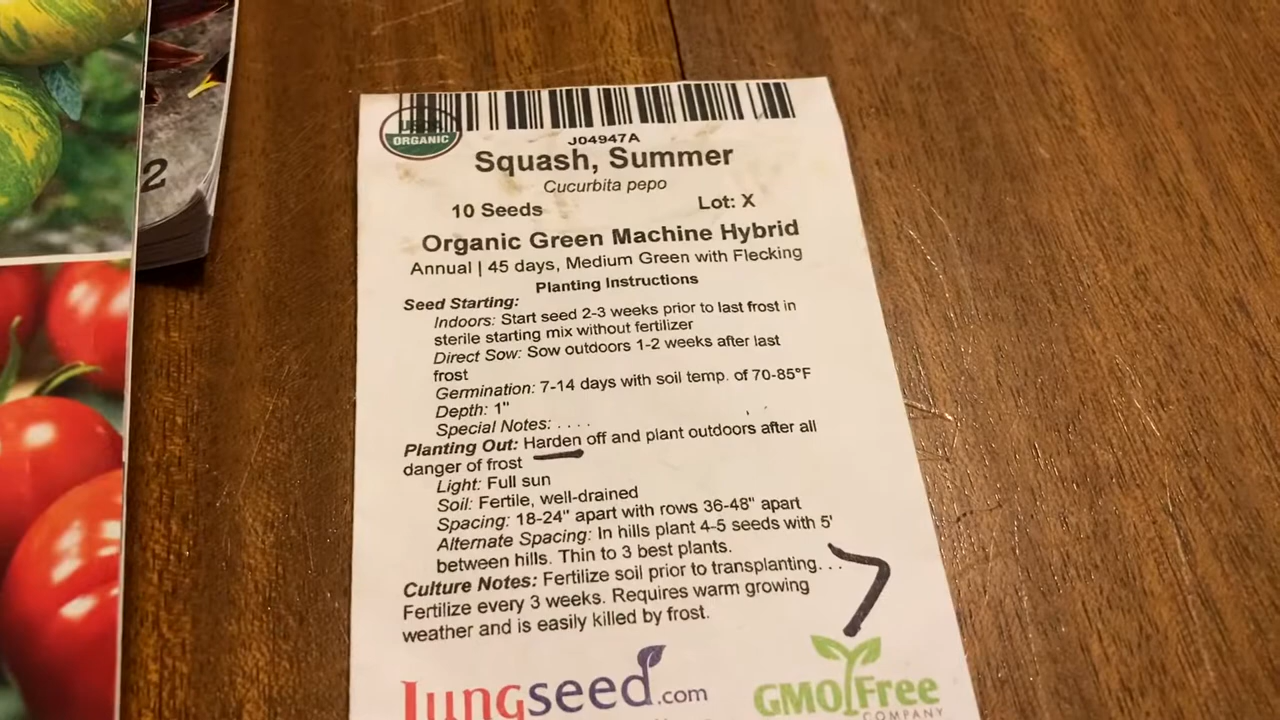 2
USDA
ORGANIC
J04947A
Squash, Summer
Cucurbita pepo
10 Seeds Lot: X
Organic Green Machine Hybrid
Annual | 45 days, Medium Green with Flecking
Planting Instructions
Seed Starting:
Indoors: Start seed 2-3 weeks prior to last frost in
sterile starting mix without fertilizer
Direct Sow: Sow outdoors 1-2 weeks after last
frost
Germination: 7-14 days with soil temp. of 70-85°F
Depth: 1"
Special Notes: . . . .
Planting Out: Harden off and plant outdoors after all
danger of frost
Light: Full sun
Soil: Fertile, well-drained
Spacing: 18-24" apart with rows 36-48" apart
Alternate Spacing: In hills plant 4-5 seeds with 5'
between hills. Thin to 3 best plants.
Culture Notes: Fertilize soil prior to transplanting. . .
Fertilize every 3 weeks. Requires warm growing
weather and is easily killed by frost.
Jungseed.com
GMO Free
COMPANY